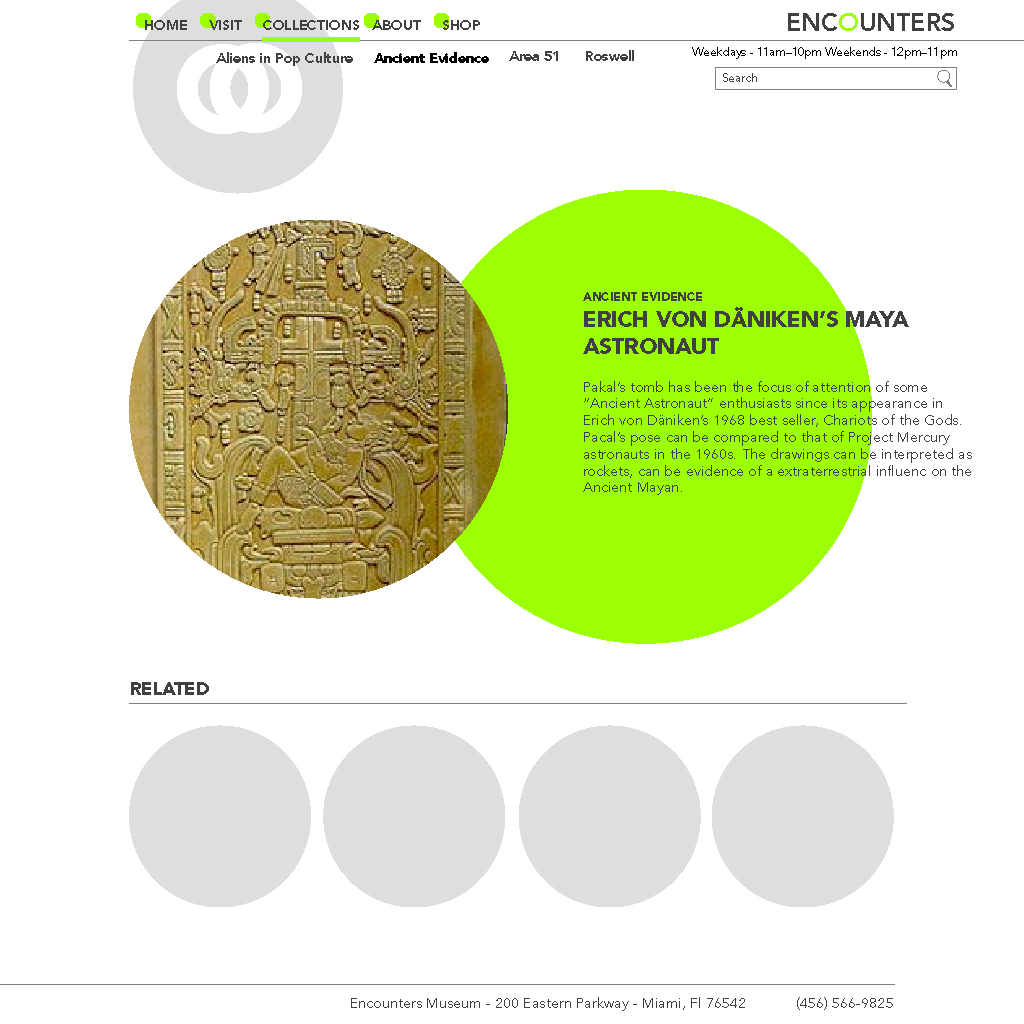 HOME VISIT COLLECTIONS ABOUT SHOP
ENCOUNTERS
Aliens in Pop Culture Ancient Evidence Area 51 Roswell
Weekdays - 11am–10pm Weekends - 12pm–11pm
Search
ANCIENT EVIDENCE
ERICH VON DÄNIKEN’S MAYA
ASTRONAUT
Pakal’s tomb has been the focus of attention of some
“Ancient Astronaut” enthusiasts since its appearance in
Erich von Däniken’s 1968 best seller, Chariots of the Gods.
Pacal’s pose can be compared to that of Project Mercury
astronauts in the 1960s. The drawings can be interpreted as
rockets, can be evidence of a extraterrestrial influenc on the
Ancient Mayan.
RELATED
Encounters Museum - 200 Eastern Parkway - Miami, Fl 76542 (456) 566-9825